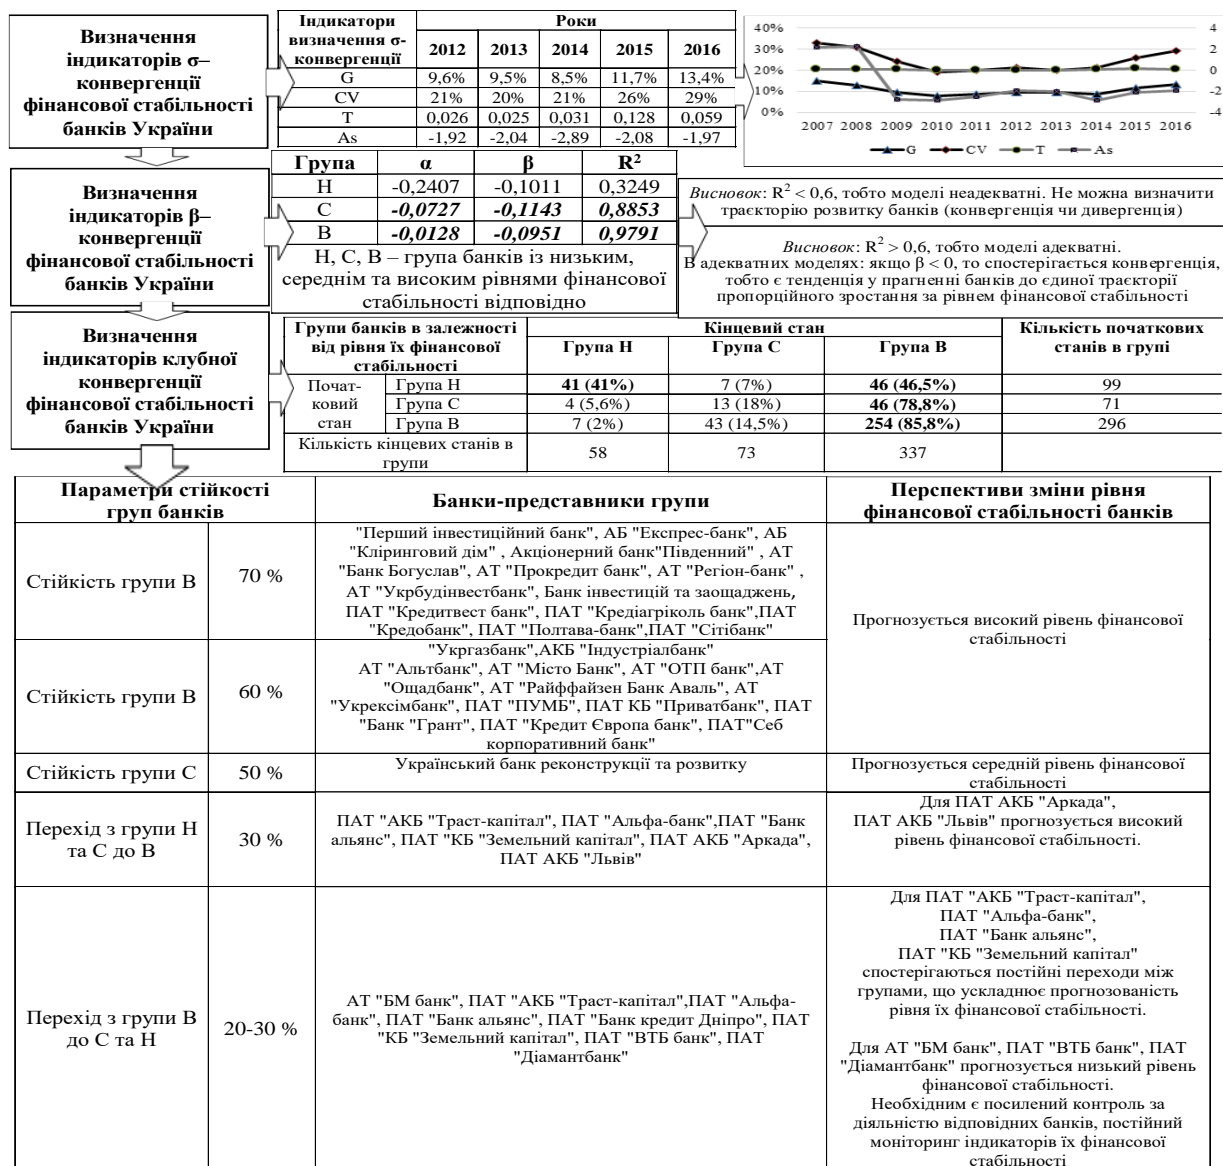 Визначення
індикаторів σ–
конвергенції
фінансової стабільності
банків України
Індикатори
визначення σ-
конвергенції
Роки
2012 2013 2014 2015 2016
G 9,6% 9,5% 8,5% 11,7% 13,4%
CV 21% 20% 21% 26% 29%
T 0,026 0,025 0,031 0,128 0,059
As -1,92 -2,04 -2,89 -2,08 -1,97
40%
30%
20%
10%
0%
4
2
0
-2
-4
2007 2008 2009 2010 2011 2012 2013 2014 2015 2016
G CV T As
Визначення
індикаторів β–
конвергенції
фінансової стабільності
банків України
Група α β R²
Н -0,2407 -0,1011 0,3249
С -0,0727 -0,1143 0,8853
В -0,0128 -0,0951 0,9791
Н, С, В – група банків із низьким,
середнім та високим рівнями фінансової
стабільності відповідно
Висновок: R² < 0,6, тобто моделі неадекватні. Не можна визначити
траєкторію розвитку банків (конвергенція чи дивергенція)
Висновок: R² > 0,6, тобто моделі адекватні.
В адекватних моделях: якщо β < 0, то спостерігається конвергенція,
тобто є тенденція у прагненні банків до єдиної траєкторії
пропорційного зростання за рівнем фінансової стабільності
Визначення
індикаторів клубної
конвергенції
фінансової стабільності
банків України
Групи банків в залежності
від рівня їх фінансової
стабільності
Кінцевий стан
Група Н Група С Група В
Кількість початкових
станів в групі
Почат-
ковий
стан
Група Н 41 (41%) 7 (7%) 46 (46,5%) 99
Група С 4 (5,6%) 13 (18%) 46 (78,8%) 71
Група В 7 (2%) 43 (14,5%) 254 (85,8%) 296
Кількість кінцевих станів в
групи
58 73 337
Параметри стійкості
груп банків
Банки-представники групи
Перспективи зміни рівня
фінансової стабільності банків
Стійкість групи В
70 %
"Перший інвестиційний банк", АБ "Експрес-банк", АБ
"Кліринговий дім" , Акціонерний банк"Південний" , АТ
"Банк Богуслав", АТ "Прокредит банк", АТ "Регіон-банк" ,
АТ "Укрбудінвестбанк", Банк інвестицій та заощаджень,
ПАТ "Кредитвест банк", ПАТ "Кредіагріколь банк",ПАТ
"Кредобанк", ПАТ "Полтава-банк",ПАТ "Сітібанк"
Прогнозується високий рівень фінансової
стабільності
Стійкість групи В
60 %
"Укргазбанк",АКБ "Індустріалбанк"
АТ "Альтбанк", АТ "Місто Банк", АТ "ОТП банк",АТ
"Ощадбанк", АТ "Райффайзен Банк Аваль", АТ
"Укрексімбанк", ПАТ "ПУМБ", ПАТ КБ "Приватбанк", ПАТ
"Банк "Грант", ПАТ "Кредит Європа банк", ПАТ"Себ
корпоративний банк"
Стійкість групи С
50 %
Український банк реконструкції та розвитку
Прогнозується середній рівень фінансової
стабільності
Перехід з групи Н
та С до В
30 %
ПАТ "АКБ "Траст-капітал", ПАТ "Альфа-банк",ПАТ "Банк
альянс", ПАТ "КБ "Земельний капітал", ПАТ АКБ "Аркада",
ПАТ АКБ "Львів"
Для ПАТ АКБ "Аркада",
ПАТ АКБ "Львів" прогнозується високий
рівень фінансової стабільності.
Перехід з групи В
до С та Н
20-30 %
АТ "БМ банк", ПАТ "АКБ "Траст-капітал",ПАТ "Альфа-
банк", ПАТ "Банк альянс", ПАТ "Банк кредит Дніпро", ПАТ
"КБ "Земельний капітал", ПАТ "ВТБ банк", ПАТ
"Діамантбанк"
Для ПАТ "АКБ "Траст-капітал",
ПАТ "Альфа-банк",
ПАТ "Банк альянс",
ПАТ "КБ "Земельний капітал"
спостерігаються постійні переходи між
групами, що ускладнює прогнозованість
рівня їх фінансової стабільності.
Для АТ "БМ банк", ПАТ "ВТБ банк", ПАТ
"Діамантбанк" прогнозується низький рівень
фінансової стабільності.
Необхідним є посилений контроль за
діяльністю відповідних банків, постійний
моніторинг індикаторів їх фінансової
стабільності